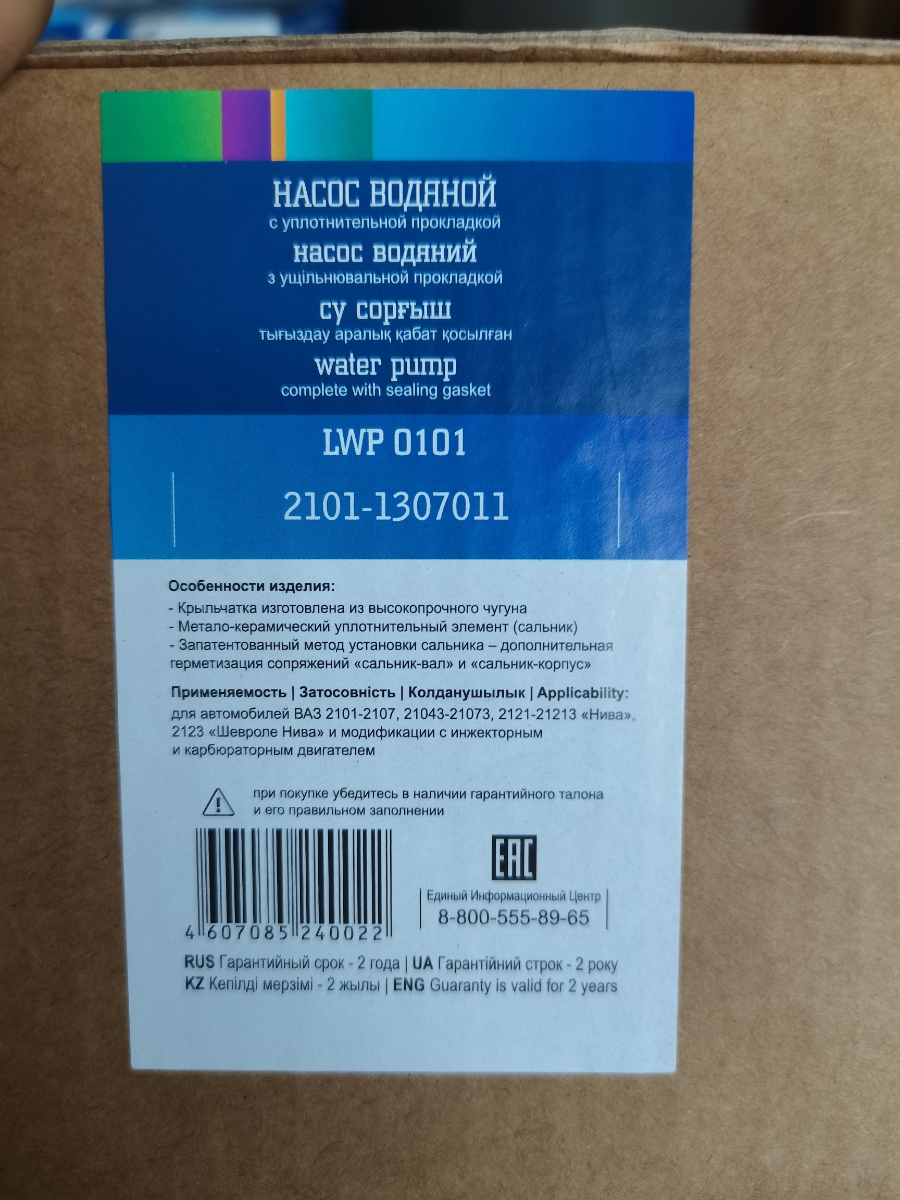 НАСОС ВОДЯНОЙ
с уплотнительной прокладкой
насос водяний
з ущільнювальной прокладкой
су сорғыш
тығыздау аралық қабат қосылған
water pump
complete with sealing gasket
LWP 0101
2101-1307011
Особенности изделия:
- Крыльчатка изготовлена из высокопрочного чугуна
- Метало-керамический уплотнительный элемент (сальник)
- Запатентованный метод установки сальника – дополнительная
герметизация сопряжений «сальник-вал» и «сальник-корпус»
Применяемость | Затосовність | Колданушылык | Applicability:
для автомобилей ВАЗ 2101-2107, 21043-21073, 2121-21213 «Нива»,
2123 «Шевроле Нива» и модификации с инжекторным
и карбюраторным двигателем
при покупке убедитесь в наличии гарантийного талона
и его правильном заполнении
EAC
Единый Информационный Центр
8-800-555-89-65
4 607085 240022
RUS Гарантийный срок - 2 года | UA Гарантійний строк - 2 року
KZ Кепілді мерзімі - 2 жылы | ENG Guaranty is valid for 2 years